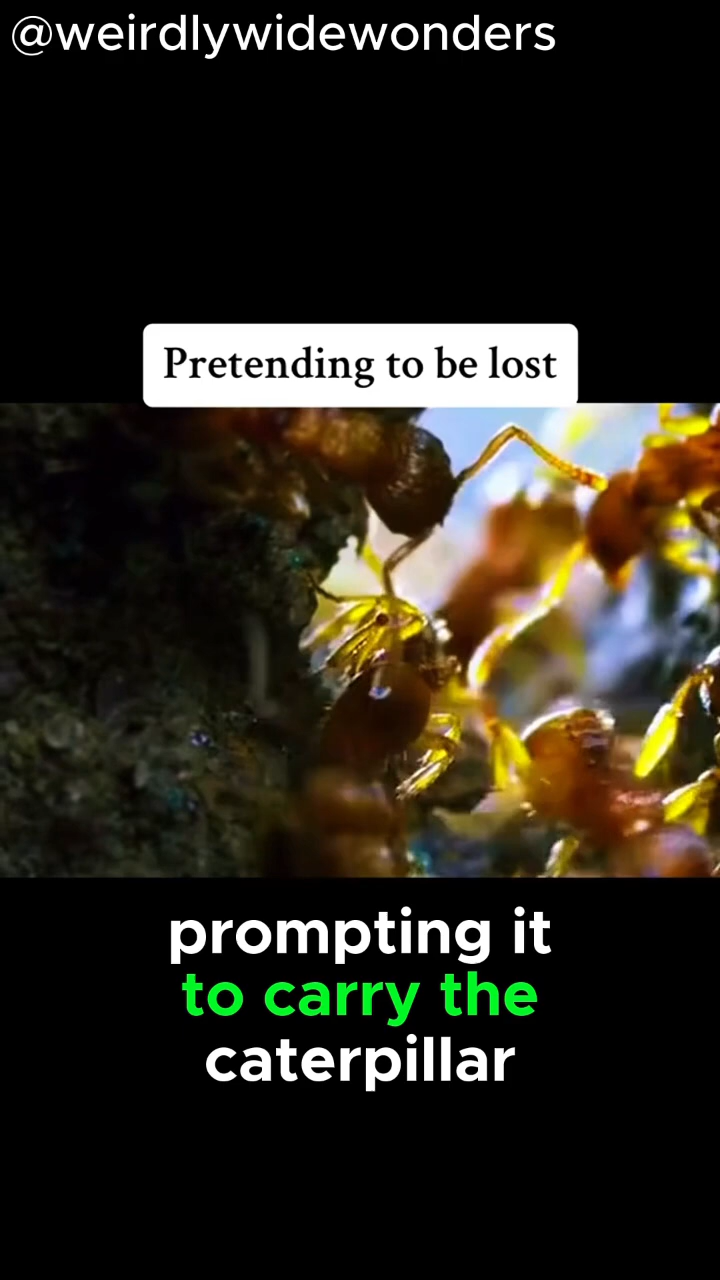 @weirdlywidewonders
Pretending to be lost
prompting it
to carry the
caterpillar